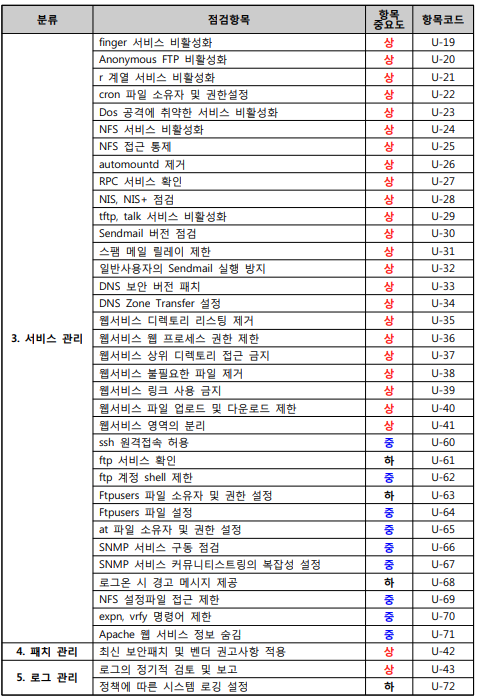 분류 점검항목 항목 중요도 항목코드
3. 서비스 관리
finger 서비스 비활성화 상 U-19
Anonymous FTP 비활성화 상 U-20
r 계열 서비스 비활성화 상 U-21
cron 파일 소유자 및 권한설정 상 U-22
Dos 공격에 취약한 서비스 비활성화 상 U-23
NFS 서비스 비활성화 상 U-24
NFS 접근 통제 상 U-25
automountd 제거 상 U-26
RPC 서비스 확인 상 U-27
NIS, NIS+ 점검 상 U-28
tftp, talk 서비스 비활성화 상 U-29
Sendmail 버전 점검 상 U-30
스팸 메일 릴레이 제한 상 U-31
일반사용자의 Sendmail 실행 방지 상 U-32
DNS 보안 버전 패치 상 U-33
DNS Zone Transfer 설정 상 U-34
웹서비스 디렉토리 리스팅 제거 상 U-35
웹서비스 웹 프로세스 권한 제한 상 U-36
웹서비스 상위 디렉토리 접근 금지 상 U-37
웹서비스 불필요한 파일 제거 상 U-38
웹서비스 링크 사용 금지 상 U-39
웹서비스 파일 업로드 및 다운로드 제한 상 U-40
웹서비스 영역의 분리 상 U-41
ssh 원격접속 허용 중 U-60
ftp 서비스 확인 하 U-61
ftp 계정 shell 제한 중 U-62
Ftpusers 파일 소유자 및 권한 설정 하 U-63
Ftpusers 파일 설정 중 U-64
at 파일 소유자 및 권한 설정 중 U-65
SNMP 서비스 구동 점검 중 U-66
SNMP 서비스 커뮤니티스트링의 복잡성 설정 중 U-67
로그온 시 경고 메시지 제공 하 U-68
NFS 설정파일 접근 제한 중 U-69
expn, vrfy 명령어 제한 중 U-70
Apache 웹 서비스 정보 숨김 중 U-71
4. 패치 관리 최신 보안패치 및 벤더 권고사항 적용 상 U-42
5. 로그 관리
로그의 정기적 검토 및 보고 상 U-43
정책에 따른 시스템 로깅 설정 하 U-72